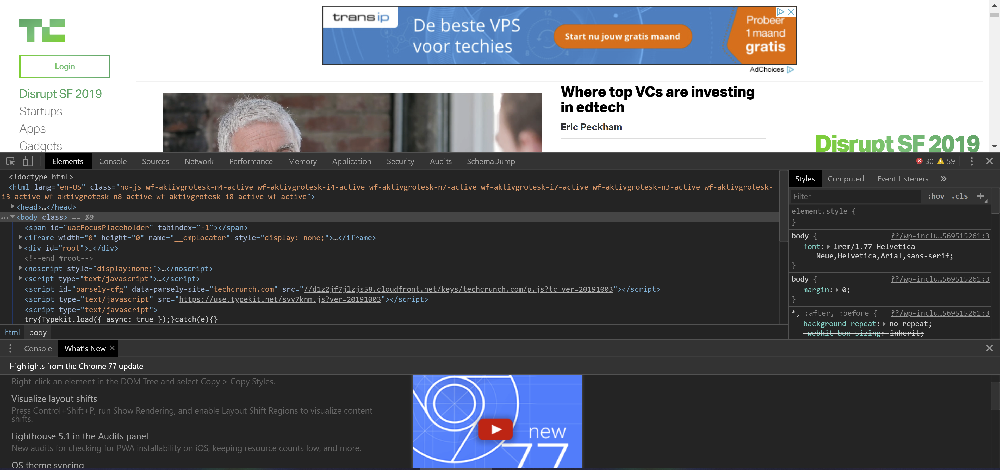 transip
De beste VPS
voor techies
Start nu jouw gratis maand
Probeer
1 maand
gratis
AdChoices
TC
Login
Disrupt SF 2019
Startups
Apps
Gadgets
Where top VCs are investing
in edtech
Eric Peckham
Disrupt SF 2019
Elements Console Sources Network Performance Memory Application Security Audits SchemaDump 30 59
<!doctype html>
<html lang="en-US" class="no-js wf-aktivgrotesk-n4-active wf-aktivgrotesk-i4-active wf-aktivgrotesk-n7-active wf-aktivgrotesk-i7-active wf-aktivgrotesk-n3-active wf-aktivgrotesk-
i3-active wf-aktivgrotesk-n8-active wf-aktivgrotesk-i8-active wf-active">
<head>…</head>
<body class> == $0
<span id="uacFocusPlaceholder" tabindex="-1"></span>
<iframe width="0" height="0" name="__cmpLocator" style="display: none;">…</iframe>
<div id="root">…</div>
<!--end #root-->
<noscript style="display:none;">…</noscript>
<script type="text/javascript">…</script>
<script id="parsely-cfg" data-parsely-site="techcrunch.com" src="//d1z2jf7jlzjs58.cloudfront.net/keys/techcrunch.com/p.js?tc_ver=20191003"></script>
<script type="text/javascript" src="https://use.typekit.net/svv7knm.js?ver=20191003"></script>
<script type="text/javascript">
try{Typekit.load({ async: true });}catch(e){}
html body
Styles Computed Event Listeners »
Filter :hov .cls +
element.style {
}
body { ??/wp-inclu…569515261:3
font: 1rem/1.77 Helvetica
Neue,Helvetica,Arial,sans-serif;
}
body { ??/wp-inclu…569515261:3
margin: 0;
}
*, :after, :before { ??/wp-inclu…569515261:3
background-repeat: no-repeat;
-webkit-box-sizing: inherit;
Console What's New
Highlights from the Chrome 77 update
Right-click an element in the DOM Tree and select Copy > Copy Styles.
Visualize layout shifts
Press Control+Shift+P, run Show Rendering, and enable Layout Shift Regions to visualize content
shifts.
Lighthouse 5.1 in the Audits panel
New audits for checking for PWA installability on iOS, keeping resource counts low, and more.
OS theme syncing
new
77